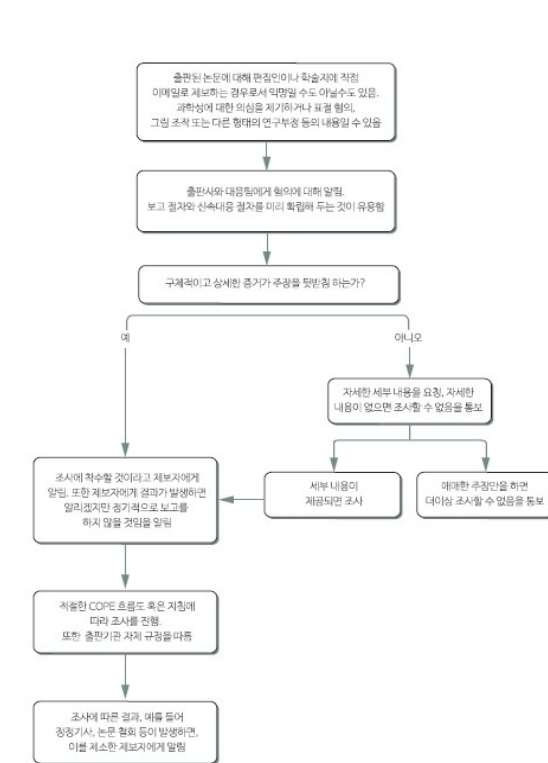 출판된 논문에 대해 편집인이나 학술지에 직접
이메일로 제보하는 경우로서 익명일 수도 아닐수도 있음.
과학성에 대한 의심을 제기하거나 표절 혐의,
그림 조작 또는 다른 형태의 연구부정 등의 내용일 수 있음
출판사와 대응팀에게 혐의에 대해 알림.
보고 절차와 신속대응 절차를 미리 확립해 두는 것이 유용함
구체적이고 상세한 증거가 주장을 뒷받침 하는가?
예
아니오
자세한 세부 내용을 요청, 자세한
내용이 없으면 조사할 수 없음을 통보
조사에 착수할 것이라고 제보자에게
알림. 또한 제보자에게 결과가 발생하면
알리겠지만 정기적으로 보고를
하지 않을 것임을 알림
세부 내용이
제공되면 조사
애매한 주장만을 하면
더이상 조사할 수 없음을 통보
적절한 COPE 흐름도 혹은 지침에
따라 조사를 진행.
또한 출판기관 자체 규정을 따름
조사에 따른 결과, 예를 들어
정정기사, 논문 철회 등이 발생하면,
이를 제소한 제보자에게 알림